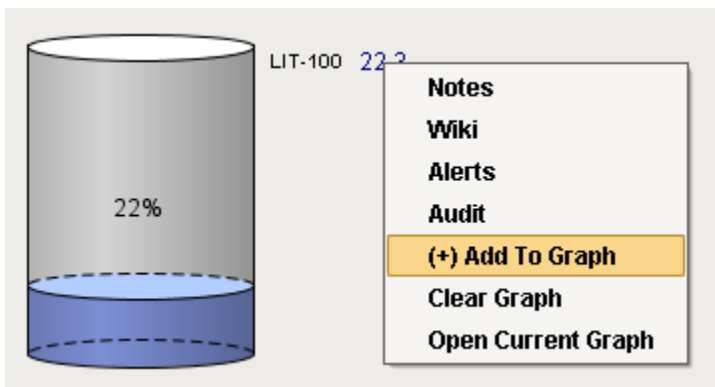 LIT-100
Notes
Wiki
Alerts
22%
Audit
(+) Add To Graph
Clear Graph
Open Current Graph